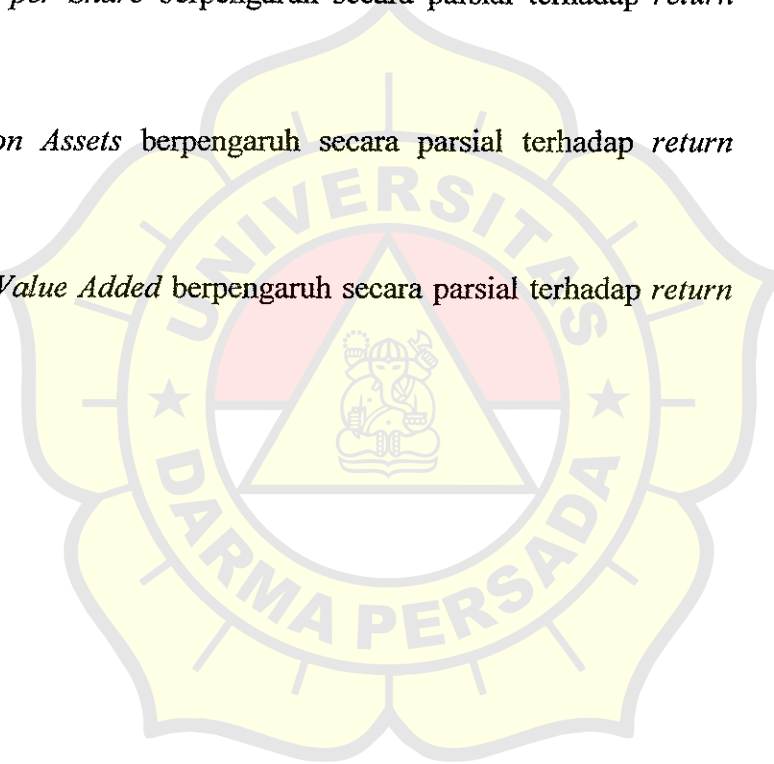 per Share berpengaruh secara parsial terhadap return
on Assets berpengaruh secara parsial terhadap return
Value Added berpengaruh secara parsial terhadap return
UNIVERSITAS
DARMA PERSADA